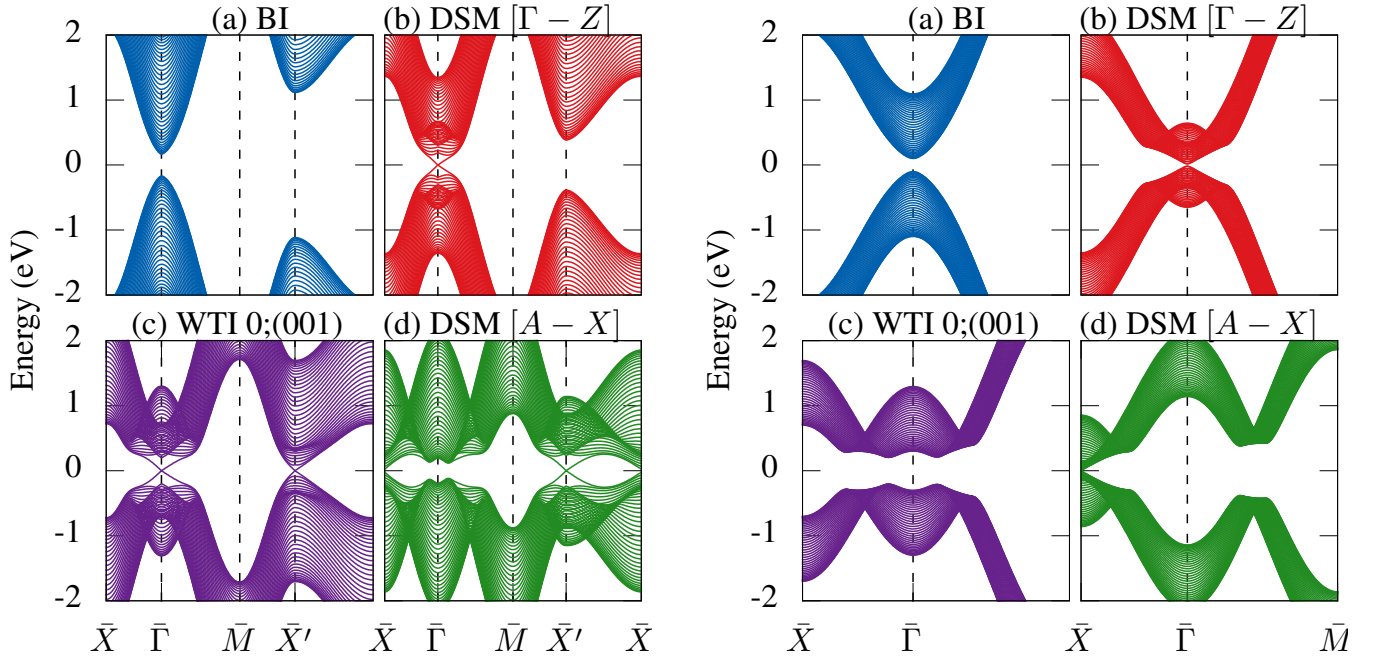 (a) BI (b) DSM [Γ − Z] (a) BI (b) DSM [Γ − Z]
2 2
1 1
0 0
-1 -1
-2 -2
Energy (eV) Energy (eV)
(c) WTI 0;(001) (d) DSM [A − X] (c) WTI 0;(001) (d) DSM [A − X]
2 2
1 1
0 0
-1 -1
-2 -2
X̄ Γ̄ M̄ X̄′ X̄ Γ̄ M̄ X̄′ X̄ X̄ Γ̄ X̄ Γ̄ M̄